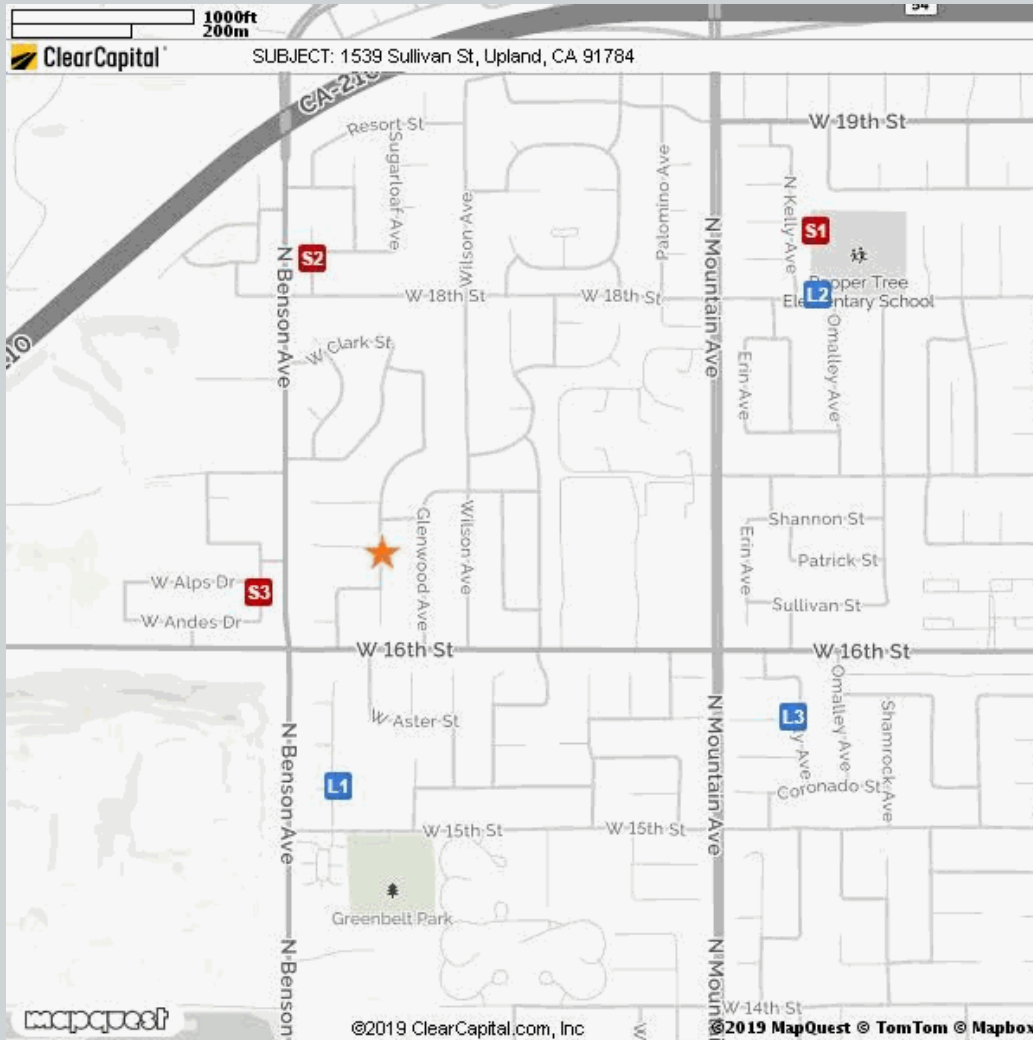 1000ft
200m
54
ClearCapital
SUBJECT: 1539 Sullivan St, Upland, CA 91784
CA-210
W 19th St
Resort St
Sugarloaf Ave
Wilson Ave
Palomino Ave
N Kelly Ave
N Mountain Ave
N Benson Ave
S1
S2
L2
Pepper Tree
Elementary School
W 18th St
W 18th St
Omalley Ave
W Clark St
Erin Ave
Glenwood Ave
Wilson Ave
Shannon St
Patrick St
Erin Ave
Sullivan St
W Alps Dr
S3
W Andes Dr
W 16th St
W 16th St
Omalley Ave
Shamrock Ave
L3
W Aster St
N Benson Ave
N Mountain Ave
L1
Coronado St
W 15th St
W 15th St
Greenbelt Park
N Benson
W 14th St
mapquest
©2019 ClearCapital.com, Inc
©2019 MapQuest © TomTom © Mapbox